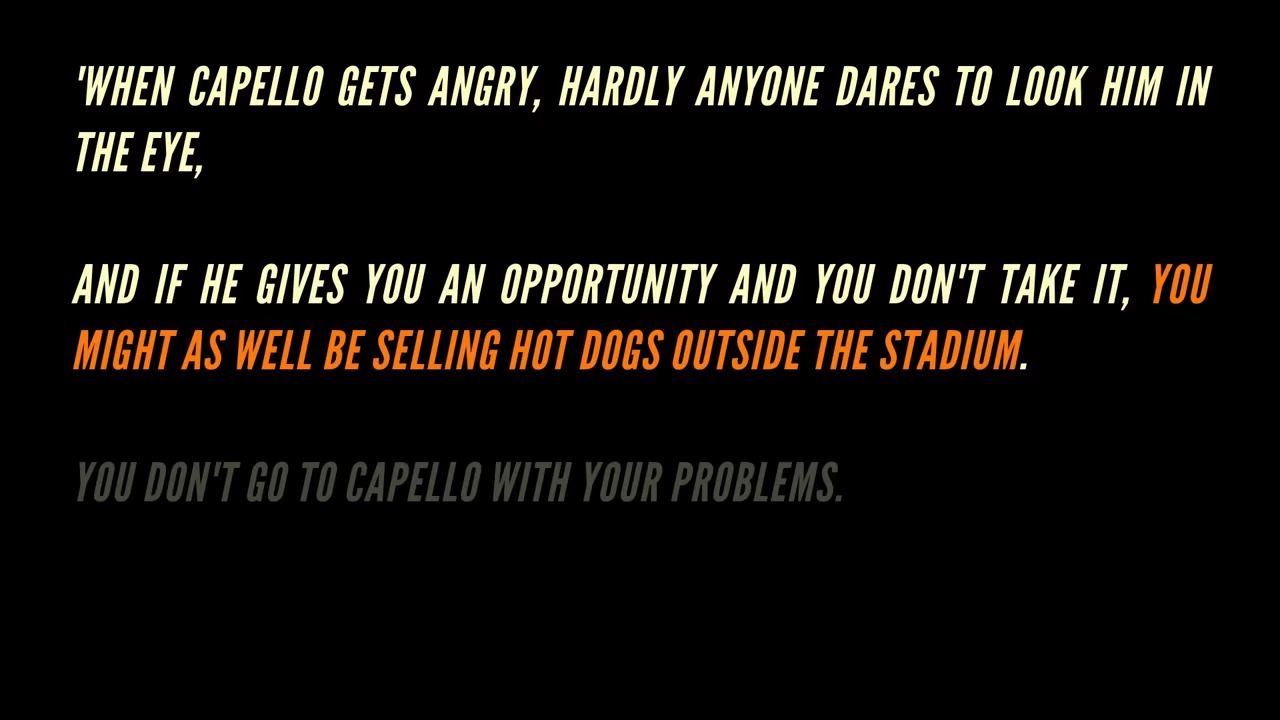 'WHEN CAPELLO GETS ANGRY, HARDLY ANYONE DARES TO LOOK HIM IN
THE EYE,
AND IF HE GIVES YOU AN OPPORTUNITY AND YOU DON'T TAKE IT, YOU
MIGHT AS WELL BE SELLING HOT DOGS OUTSIDE THE STADIUM.
YOU DON'T GO TO CAPELLO WITH YOUR PROBLEMS.